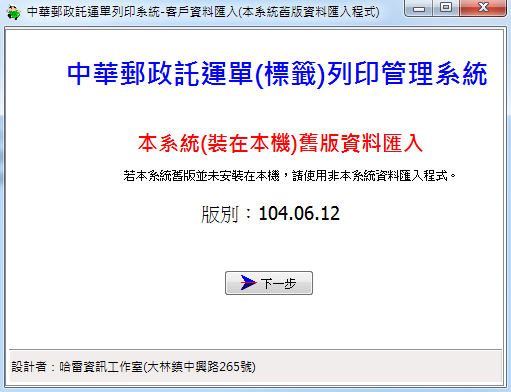 中華郵政託運單列印系統-客戶資料匯入(本系統舊版資料匯入程式)
中華郵政託運單(標籤)列印管理系統
本系統(裝在本機)舊版資料匯入
若本系統舊版並未安裝在本機，請使用非本系統資料匯入程式。
版別：104.06.12
下一步
設計者：哈雷資訊工作室(大林鎮中興路265號)